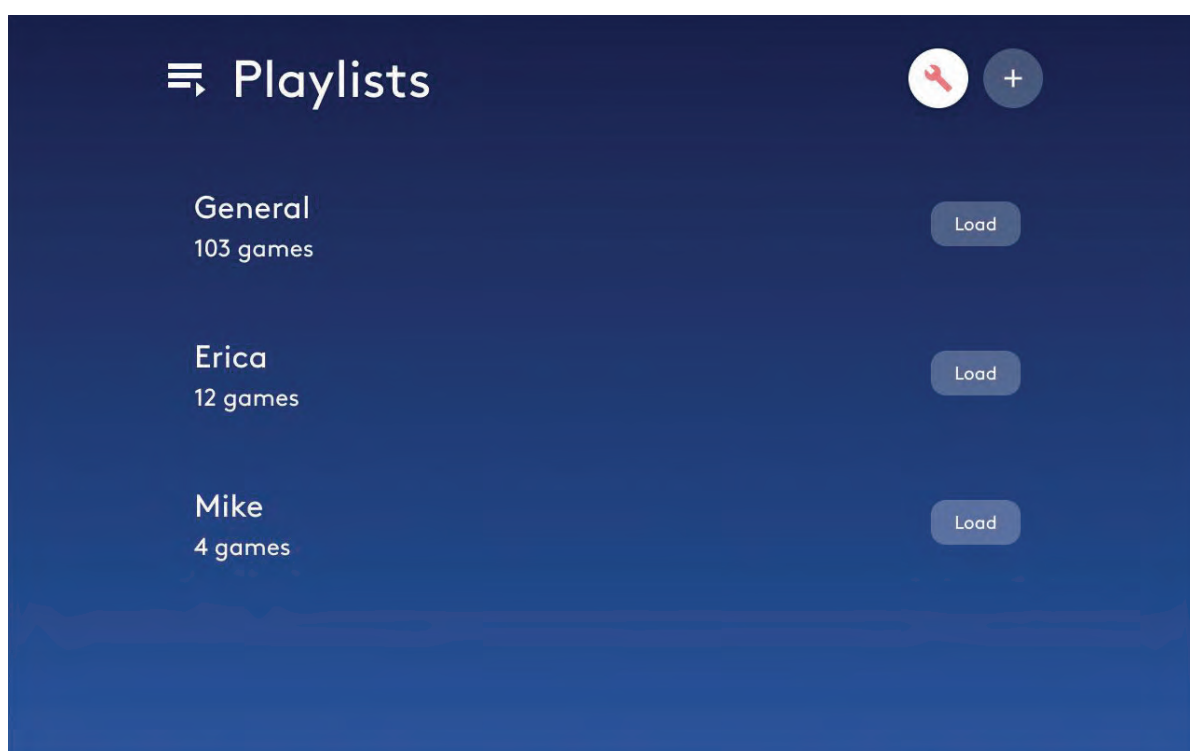 Playlists
+
General
103 games
Load
Erica
12 games
Load
Mike
4 games
Load